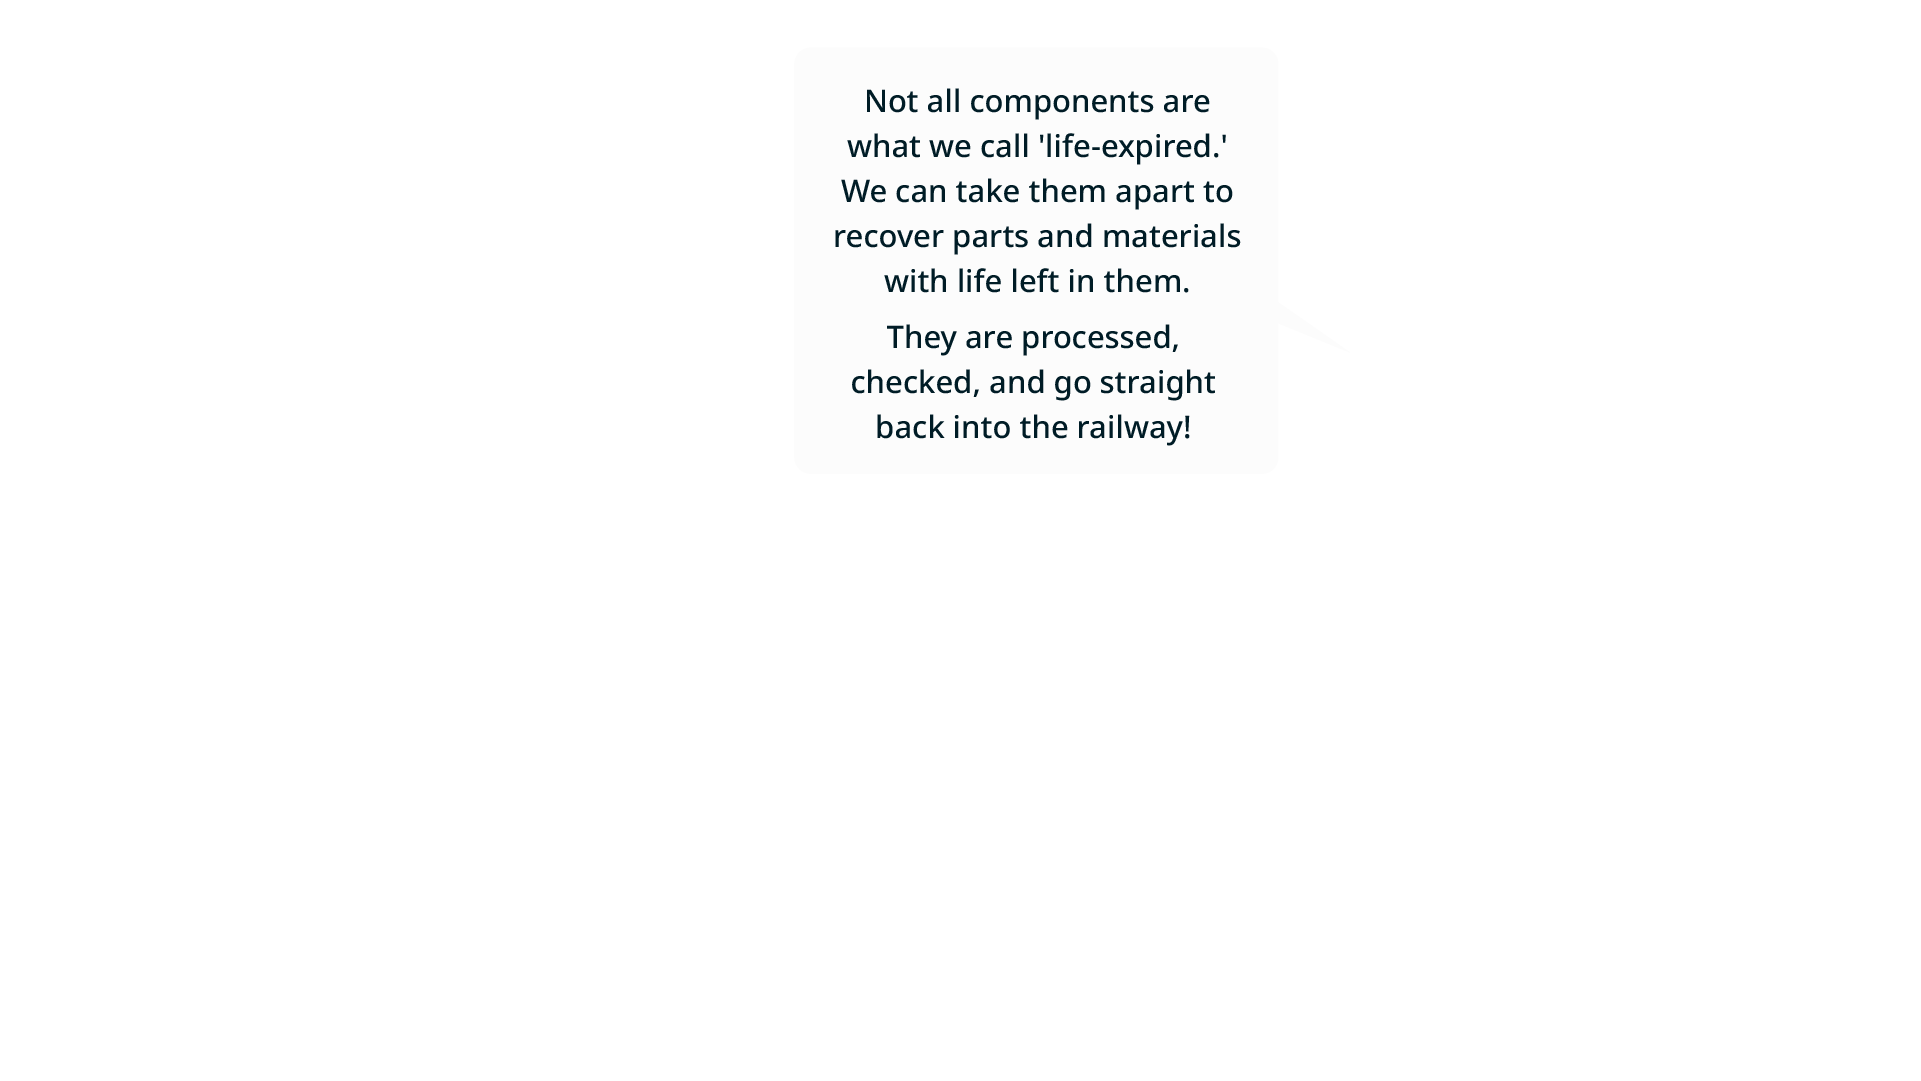 Not all components are
what we call 'life-expired.'
We can take them apart to
recover parts and materials
with life left in them.
They are processed,
checked, and go straight
back into the railway!